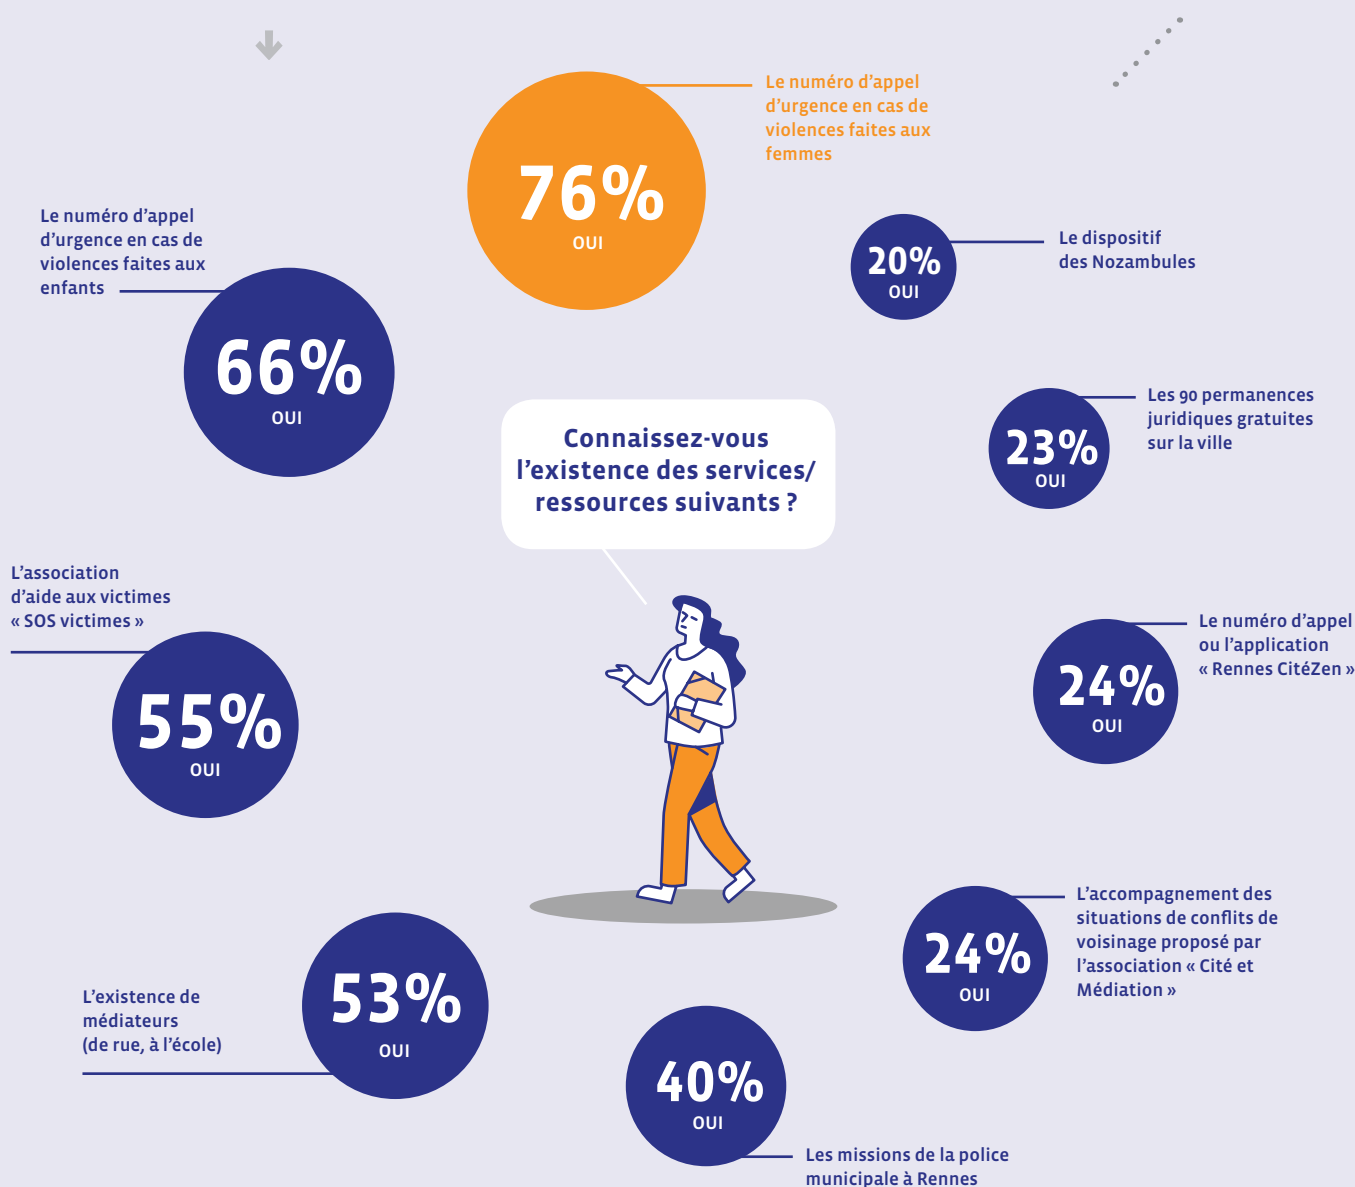 Le numéro d'appel
d'urgence en cas de
violences faites aux
femmes
76%
OUI
Le numéro d'appel
d'urgence en cas de
violences faites aux
enfants
66%
OUI
20%
OUI
Le dispositif
des Nozambules
Connaissez-vous
l'existence des services/
ressources suivants ?
23%
OUI
Les 90 permanences
juridiques gratuites
sur la ville
L'association
d'aide aux victimes
« SOS victimes »
55%
OUI
24%
OUI
Le numéro d'appel
ou l'application
« Rennes CitéZen »
L'existence de
médiateurs
(de rue, à l'école)
53%
OUI
24%
OUI
L'accompagnement des
situations de conflits de
voisinage proposé par
l'association « Cité et
Médiation »
40%
OUI
Les missions de la police
municipale à Rennes